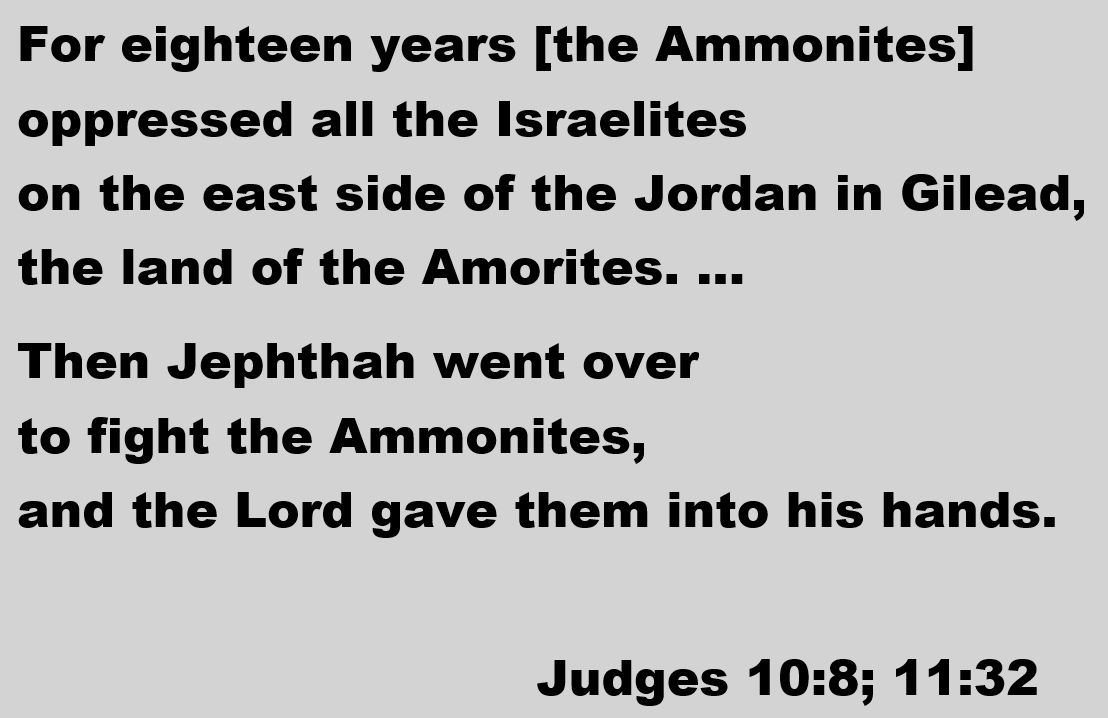 For eighteen years [the Ammonites]
oppressed all the Israelites
on the east side of the Jordan in Gilead,
the land of the Amorites. ...
Then Jephthah went over
to fight the Ammonites,
and the Lord gave them into his hands.
Judges 10:8; 11:32